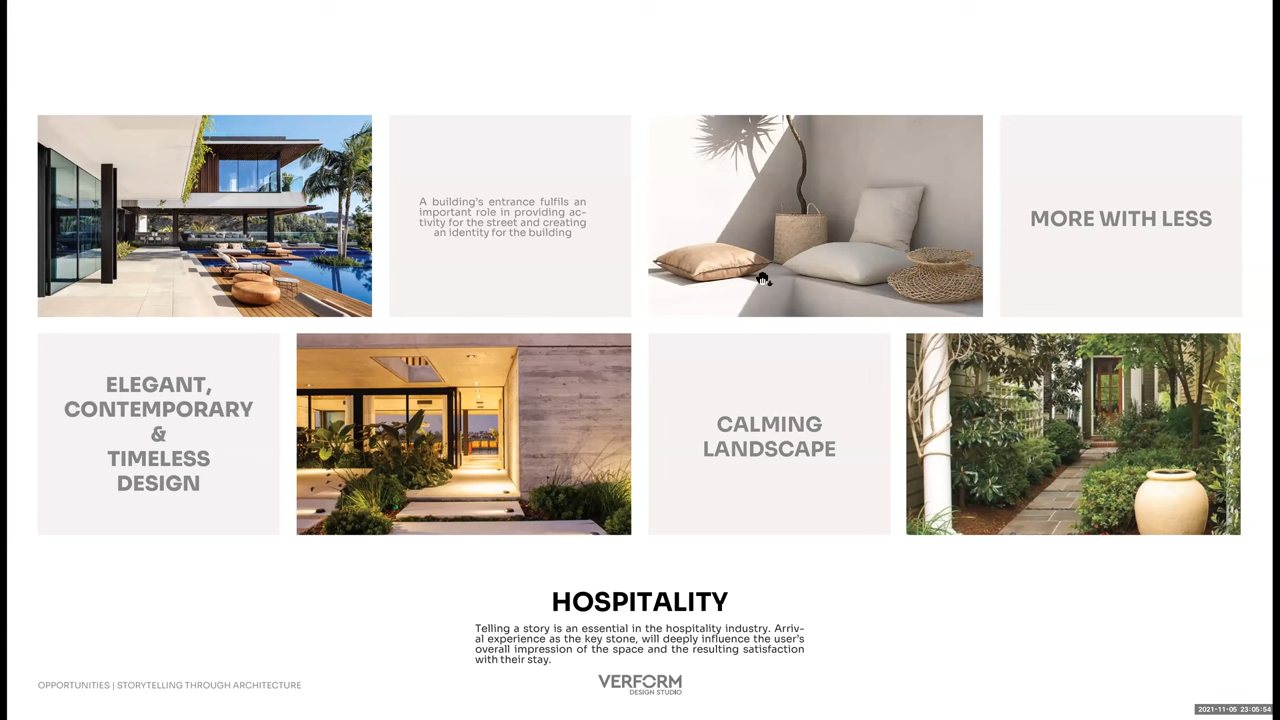 A building's entrance fulfils an
important role in providing ac-
tivity for the street and creating
an identity for the building
MORE WITH LESS
ELEGANT,
CONTEMPORARY
&
TIMELESS
DESIGN
CALMING
LANDSCAPE
HOSPITALITY
Telling a story is an essential in the hospitality industry. Arriv-
al experience as the key stone, will deeply influence the user's
overall impression of the space and the resulting satisfaction
with their stay.
OPPORTUNITIES | STORYTELLING THROUGH ARCHITECTURE
VERFORM
DESIGN STUDIO
2021-11-05 23:05:54